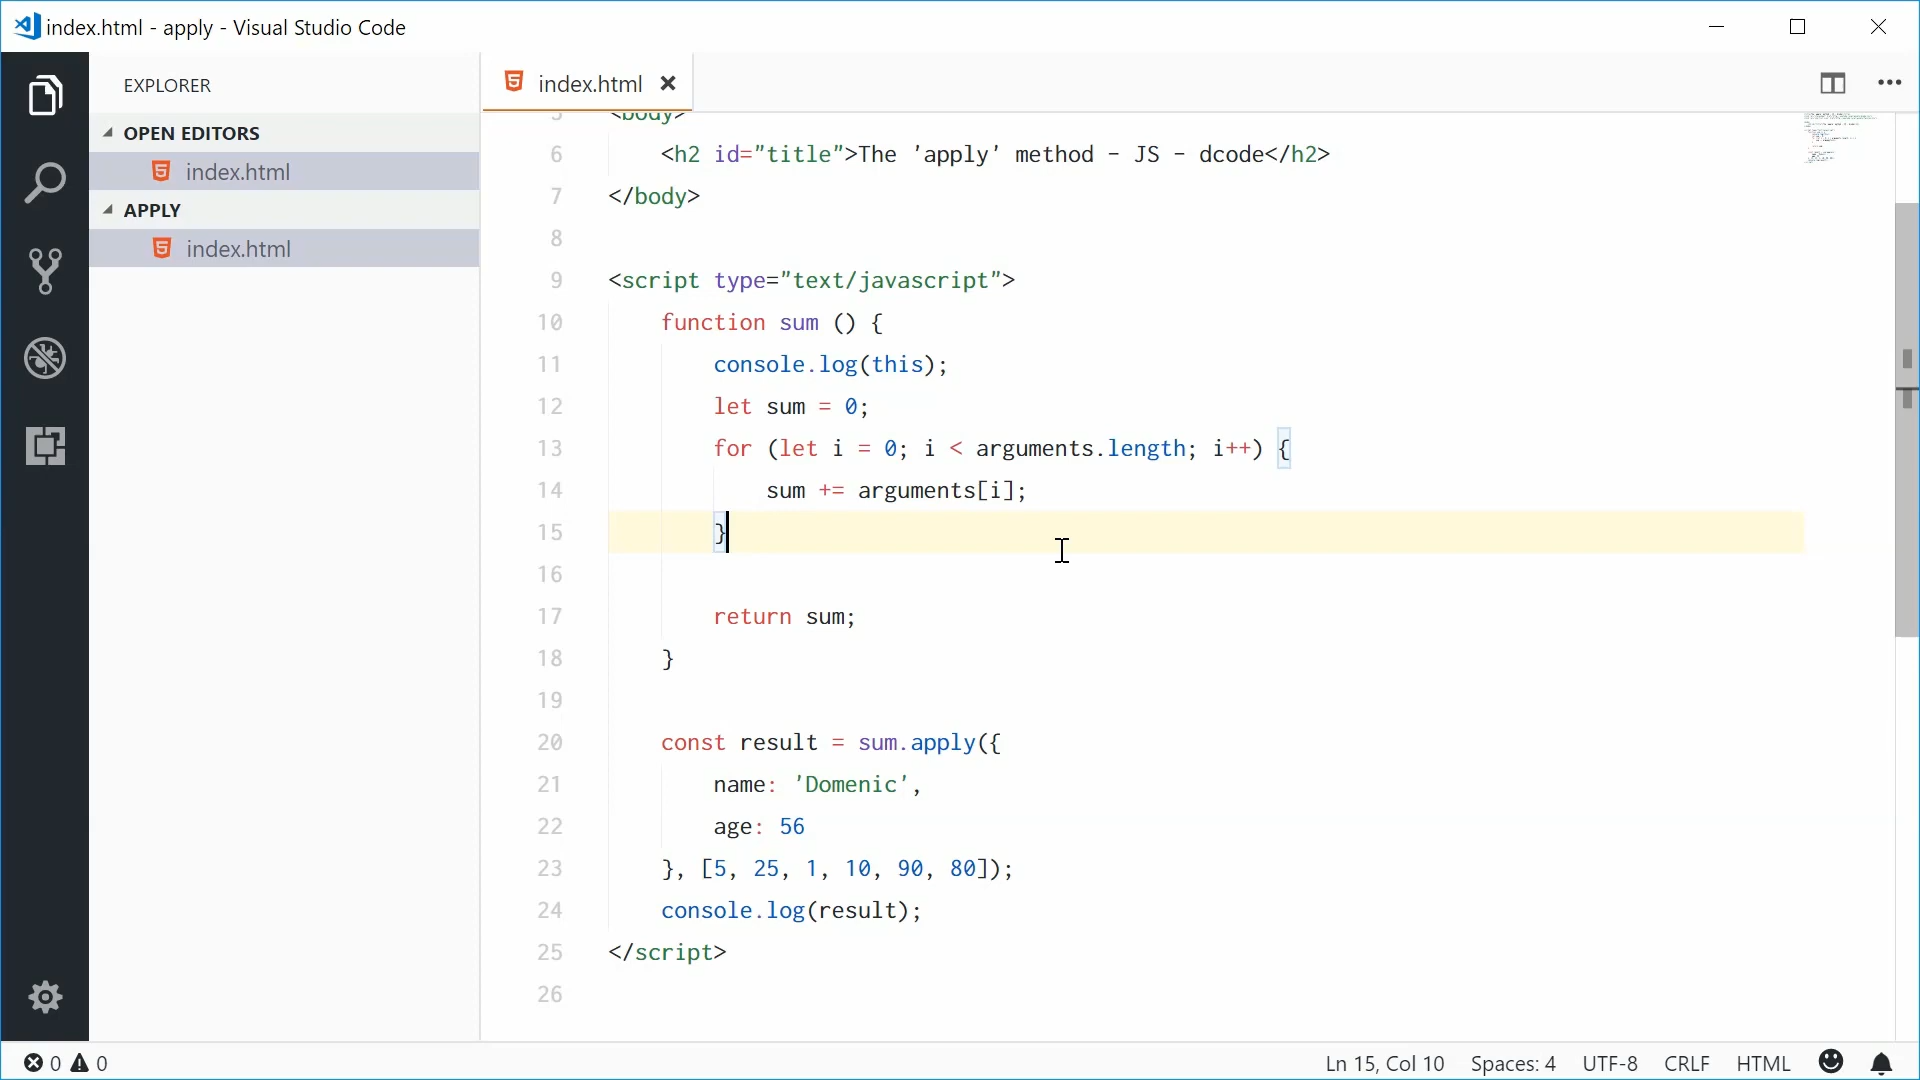 index.html - apply - Visual Studio Code
EXPLORER
OPEN EDITORS
index.html
APPLY
index.html
index.html
5 <body>
6 <h2 id="title">The 'apply' method - JS - dcode</h2>
7 </body>
8
9 <script type="text/javascript">
10 function sum () {
11 console.log(this);
12 let sum = 0;
13 for (let i = 0; i < arguments.length; i++) {
14 sum += arguments[i];
15 }
16
17 return sum;
18 }
19
20 const result = sum.apply({
21 name: 'Domenic',
22 age: 56
23 }, [5, 25, 1, 10, 90, 80]);
24 console.log(result);
25 </script>
26
0 0 Ln 15, Col 10 Spaces: 4 UTF-8 CRLF HTML